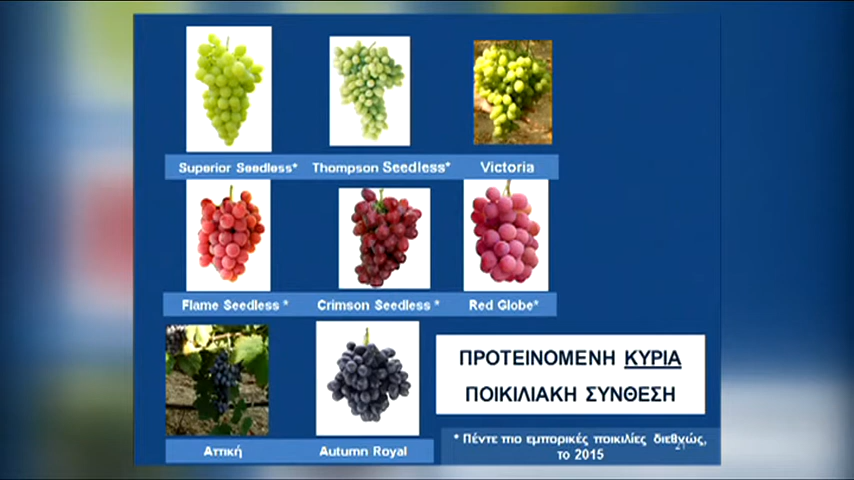 Superior Seedless* Thompson Seedless* Victoria
Flame Seedless * Crimson Seedless * Red Globe*
Αττική Autumn Royal
ΠΡΟΤΕΙΝΟΜΕΝΗ ΚΥΡΙΑ
ΠΟΙΚΙΛΙΑΚΗ ΣΥΝΘΕΣΗ
* Πέντε πιο εμπορικές ποικιλίες διεθνώς,
το 2015